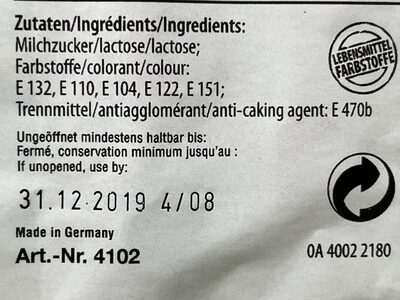 Zutaten/Ingrédients/Ingredients:
Milchzucker/lactose/lactose;
Farbstoffe/colorant/colour:
E 132, E 110, E 104, E 122, E 151;
Trennmittel/antiagglomérant/anti-caking agent: E 470b
LEBENSMITTEL
FARBSTOFFE
Ungeöffnet mindestens haltbar bis:
Fermé, conservation minimum jusqu'au :
If unopened, use by:
31.12.2019 4/08
Made in Germany
Art.-Nr. 4102
0A 4002 2180